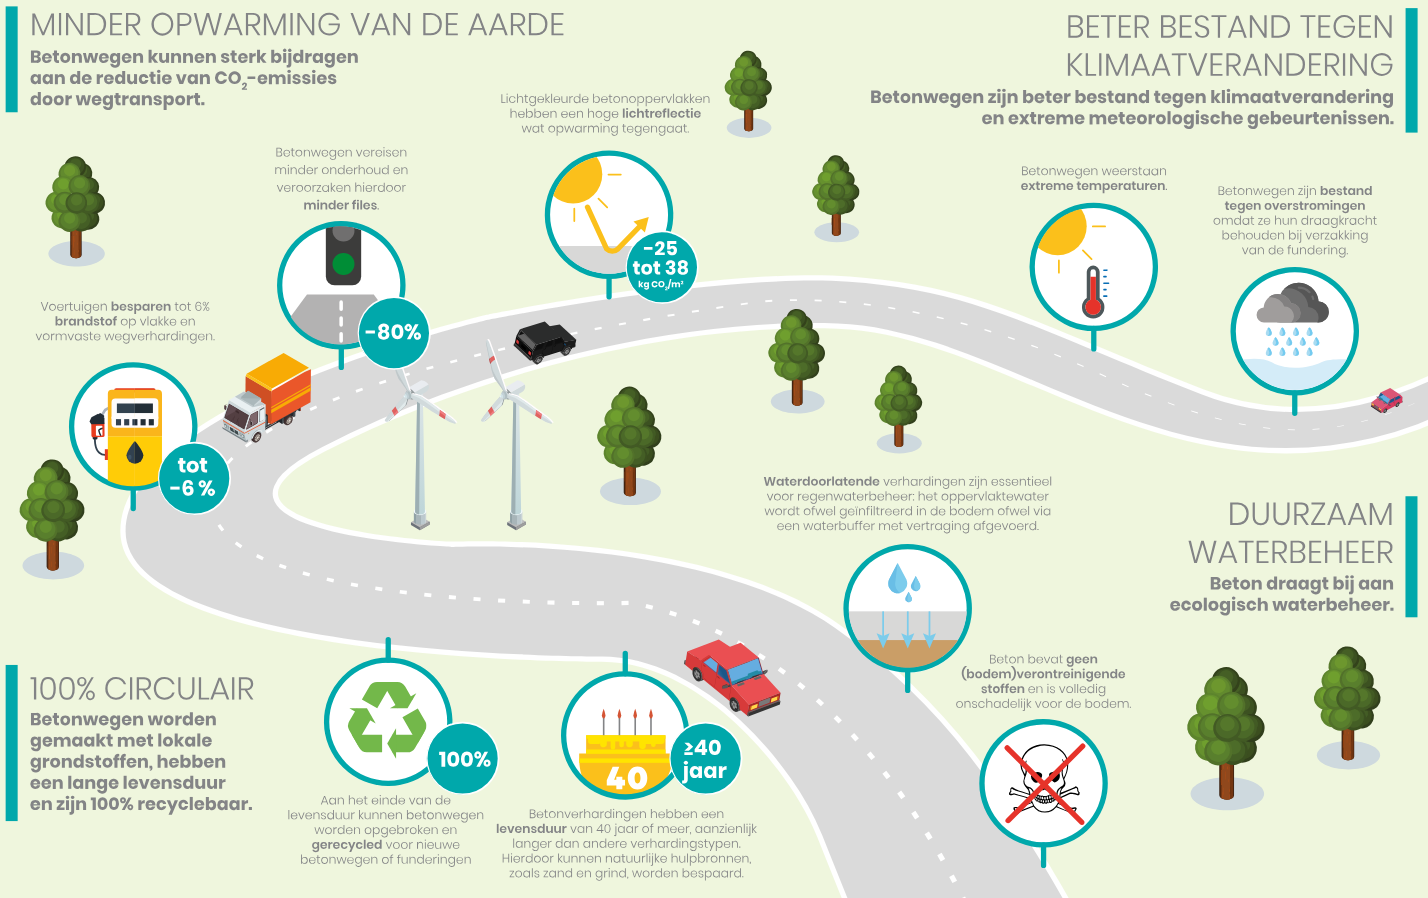 MINDER OPWARMING VAN DE AARDE
Betonwegen kunnen sterk bijdragen
aan de reductie van CO₂-emissies
door wegtransport.
Lichtgekleurde betonoppervlakken
hebben een hoge lichtreflectie
wat opwarming tegengaat.
-25
tot 38
kg CO₂/m²
Betonwegen vereisen
minder onderhoud en
veroorzaken hierdoor
minder files.
-80%
Voertuigen besparen tot 6%
brandstof op vlakke en
vormvaste wegverhardingen.
tot
-6 %
BETER BESTAND TEGEN
KLIMAATVERANDERING
Betonwegen zijn beter bestand tegen klimaatverandering
en extreme meteorologische gebeurtenissen.
Betonwegen weerstaan
extreme temperaturen.
Betonwegen zijn bestand
tegen overstromingen
omdat ze hun draagkracht
behouden bij verzakking
van de fundering.
Waterdoorlatende verhardingen zijn essentieel
voor regenwaterbeheer: het oppervlaktewater
wordt ofwel geïnfiltreerd in de bodem ofwel via
een waterbuffer met vertraging afgevoerd.
DUURZAAM
WATERBEHEER
Beton draagt bij aan
ecologisch waterbeheer.
Beton bevat geen
(bodem)verontreinigende
stoffen en is volledig
onschadelijk voor de bodem.
100% CIRCULAIR
Betonwegen worden
gemaakt met lokale
grondstoffen, hebben
een lange levensduur
en zijn 100% recyclebaar.
100%
Aan het einde van de
levensduur kunnen betonwegen
worden opgebroken en
gerecycled voor nieuwe
betonwegen of funderingen
40
≥40
jaar
Betonverhardingen hebben een
levensduur van 40 jaar of meer, aanzienlijk
langer dan andere verhardingstypen.
Hierdoor kunnen natuurlijke hulpbronnen,
zoals zand en grind, worden bespaard.